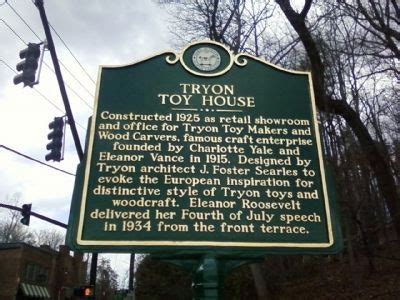 TRYON
TOY HOUSE
Constructed 1925 as retail showroom
and office for Tryon Toy Makers and
Wood Carvers, famous craft enterprise
founded by Charlotte Yale and
Eleanor Vance in 1915. Designed by
Tryon architect J. Foster Searles to
evoke the European inspiration for
distinctive style of Tryon toys and
woodcraft. Eleanor Roosevelt
delivered her Fourth of July speech
in 1934 from the front terrace.